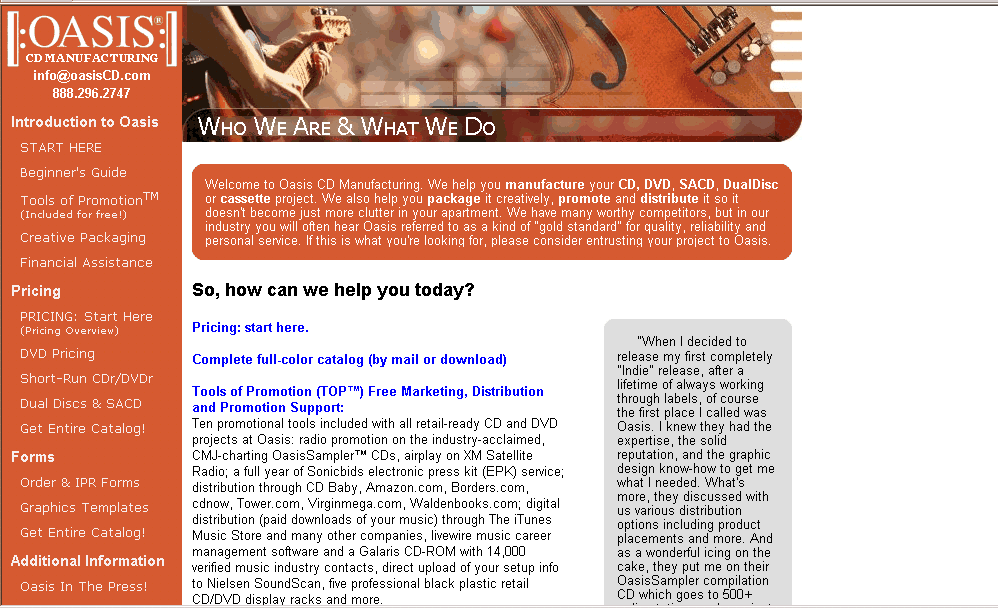 OASIS®
CD MANUFACTURING
info@oasisCD.com
888.296.2747
Introduction to Oasis
START HERE
Beginner's Guide
Tools of Promotion™
(Included for free!)
Creative Packaging
Financial Assistance
Pricing
PRICING: Start Here
(Pricing Overview)
DVD Pricing
Short-Run CDr/DVDr
Dual Discs & SACD
Get Entire Catalog!
Forms
Order & IPR Forms
Graphics Templates
Get Entire Catalog!
Additional Information
Oasis In The Press!
WHO WE ARE & WHAT WE DO
Welcome to Oasis CD Manufacturing. We help you manufacture your CD, DVD, SACD, DualDisc
or cassette project. We also help you package it creatively, promote and distribute it so it
doesn't become just more clutter in your apartment. We have many worthy competitors, but in our
industry you will often hear Oasis referred to as a kind of "gold standard" for quality, reliability and
personal service. If this is what you're looking for, please consider entrusting your project to Oasis.
So, how can we help you today?
Pricing: start here.
Complete full-color catalog (by mail or download)
Tools of Promotion (TOP™) Free Marketing, Distribution
and Promotion Support:
Ten promotional tools included with all retail-ready CD and DVD
projects at Oasis: radio promotion on the industry-acclaimed,
CMJ-charting OasisSampler™ CDs, airplay on XM Satellite
Radio; a full year of Sonicbids electronic press kit (EPK) service;
distribution through CD Baby, Amazon.com, Borders.com,
cdnow, Tower.com, Virginmega.com, Waldenbooks.com; digital
distribution (paid downloads of your music) through The iTunes
Music Store and many other companies, livewire music career
management software and a Galaris CD-ROM with 14,000
verified music industry contacts, direct upload of your setup info
to Nielsen SoundScan, five professional black plastic retail
CD/DVD display racks and more.
"When I decided to
release my first completely
"Indie" release, after a
lifetime of always working
through labels, of course
the first place I called was
Oasis. I knew they had the
expertise, the solid
reputation, and the graphic
design know-how to get me
what I needed. What's
more, they discussed with
us various distribution
options including product
placements and more. And
as a wonderful icing on the
cake, they put me on their
OasisSampler compilation
CD which goes to 500+